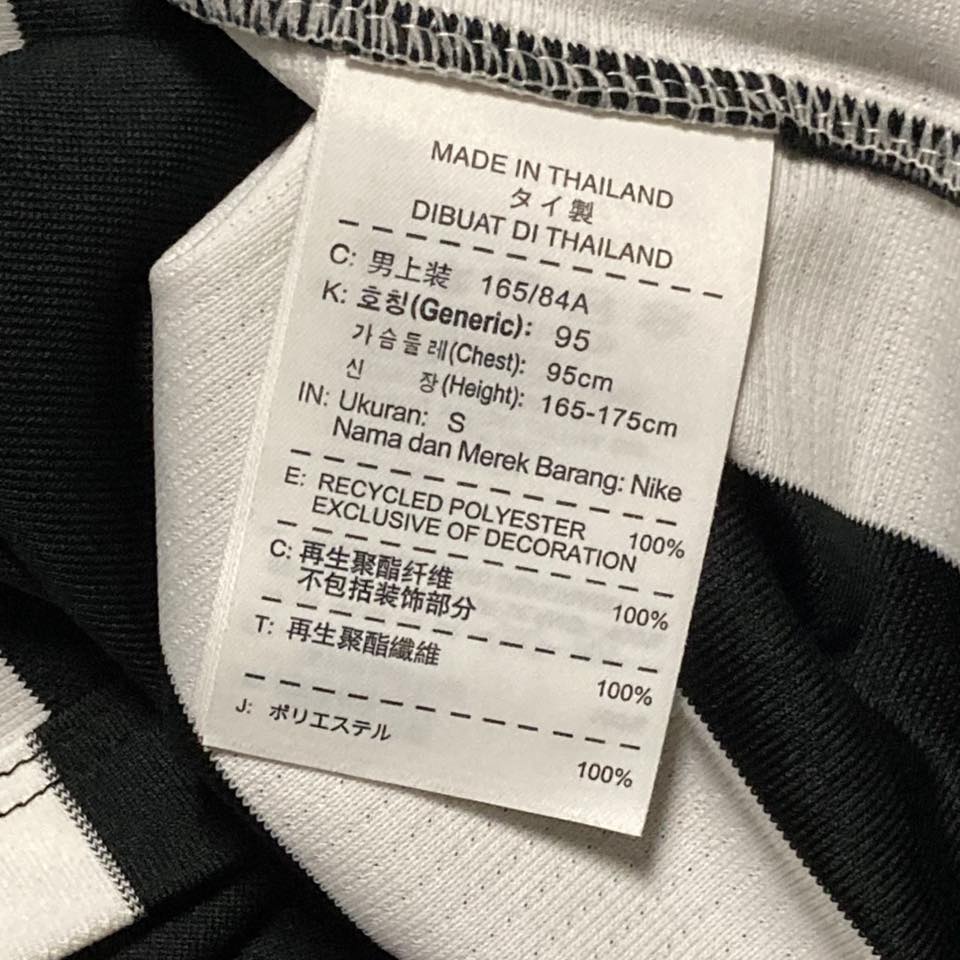 MADE IN THAILAND
タイ製
DIBUAT DI THAILAND
C: 男上装 165/84A
K: 호칭(Generic): 95
가슴둘레(Chest): 95cm
신 장(Height): 165-175cm
IN: Ukuran: S
Nama dan Merek Barang: Nike
E: RECYCLED POLYESTER 100%
EXCLUSIVE OF DECORATION
C: 再生聚酯纤维 100%
不包括装饰部分
T: 再生聚酯纖維 100%
J: ポリエステル 100%